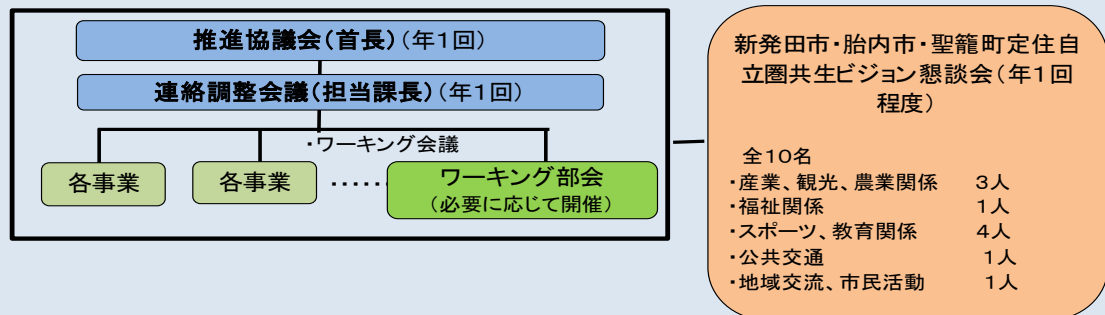 推進協議会(首長)(年1回)
連絡調整会議(担当課長)(年1回)
・ワーキング会議
各事業
各事業
……
ワーキング部会
(必要に応じて開催)
新発田市・胎内市・聖籠町定住自
立圏共生ビジョン懇談会(年1回
程度)
全10名
・産業、観光、農業関係 3人
・福祉関係 1人
・スポーツ、教育関係 4人
・公共交通 1人
・地域交流、市民活動 1人